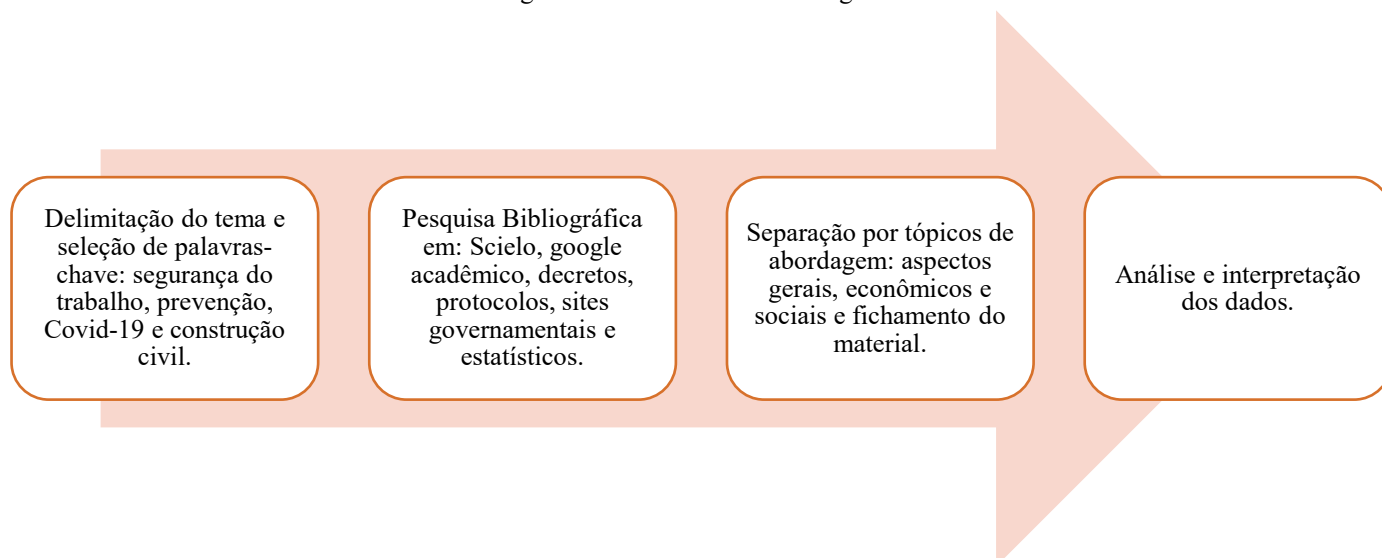 Delimitação do tema e
seleção de palavras-
chave: segurança do
trabalho, prevenção,
Covid-19 e construção
civil.
Pesquisa Bibliográfica
em: Scielo, google
acadêmico, decretos,
protocolos, sites
governamentais e
estatísticos.
Separação por tópicos de
abordagem: aspectos
gerais, econômicos e
sociais e fichamento do
material.
Análise e interpretação
dos dados.